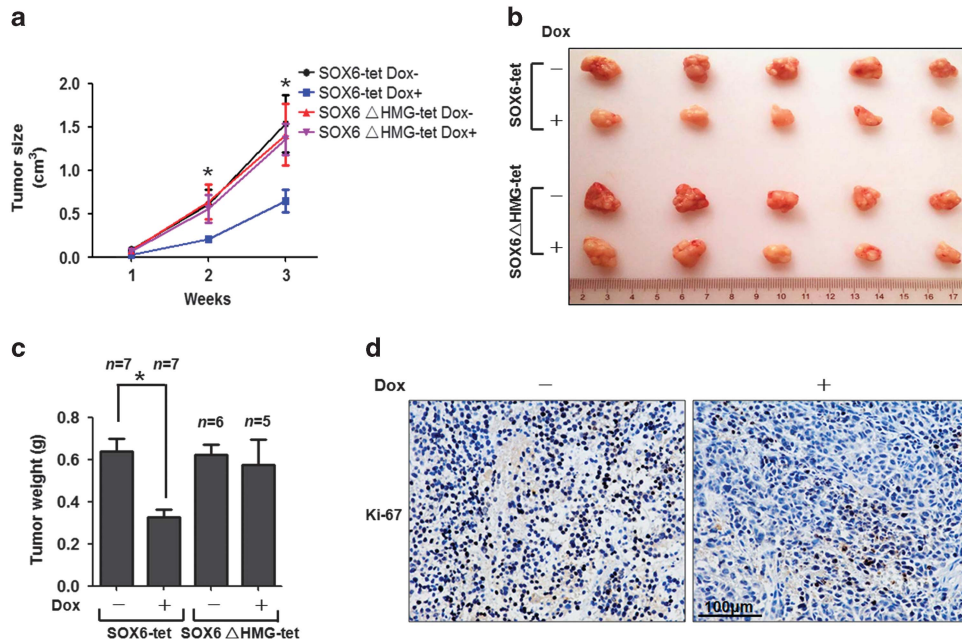 a
SOX6-tet Dox-
SOX6-tet Dox+
SOX6 △HMG-tet Dox-
SOX6 △HMG-tet Dox+
Tumor size
(cm³)
2.0
1.5
1.0
0.5
0.0
*
*
1 2 3
Weeks
b
Dox
SOX6-tet
−
+
SOX6△HMG-tet
−
+
2 3 4 5 6 7 8 9 10 11 12 13 14 15 16 17
c
n=7 n=7
*
n=6 n=5
Tumor weight (g)
0.8
0.6
0.4
0.2
0.0
Dox − + − +
SOX6-tet SOX6 △HMG-tet
d
Dox − +
Ki-67
100μm